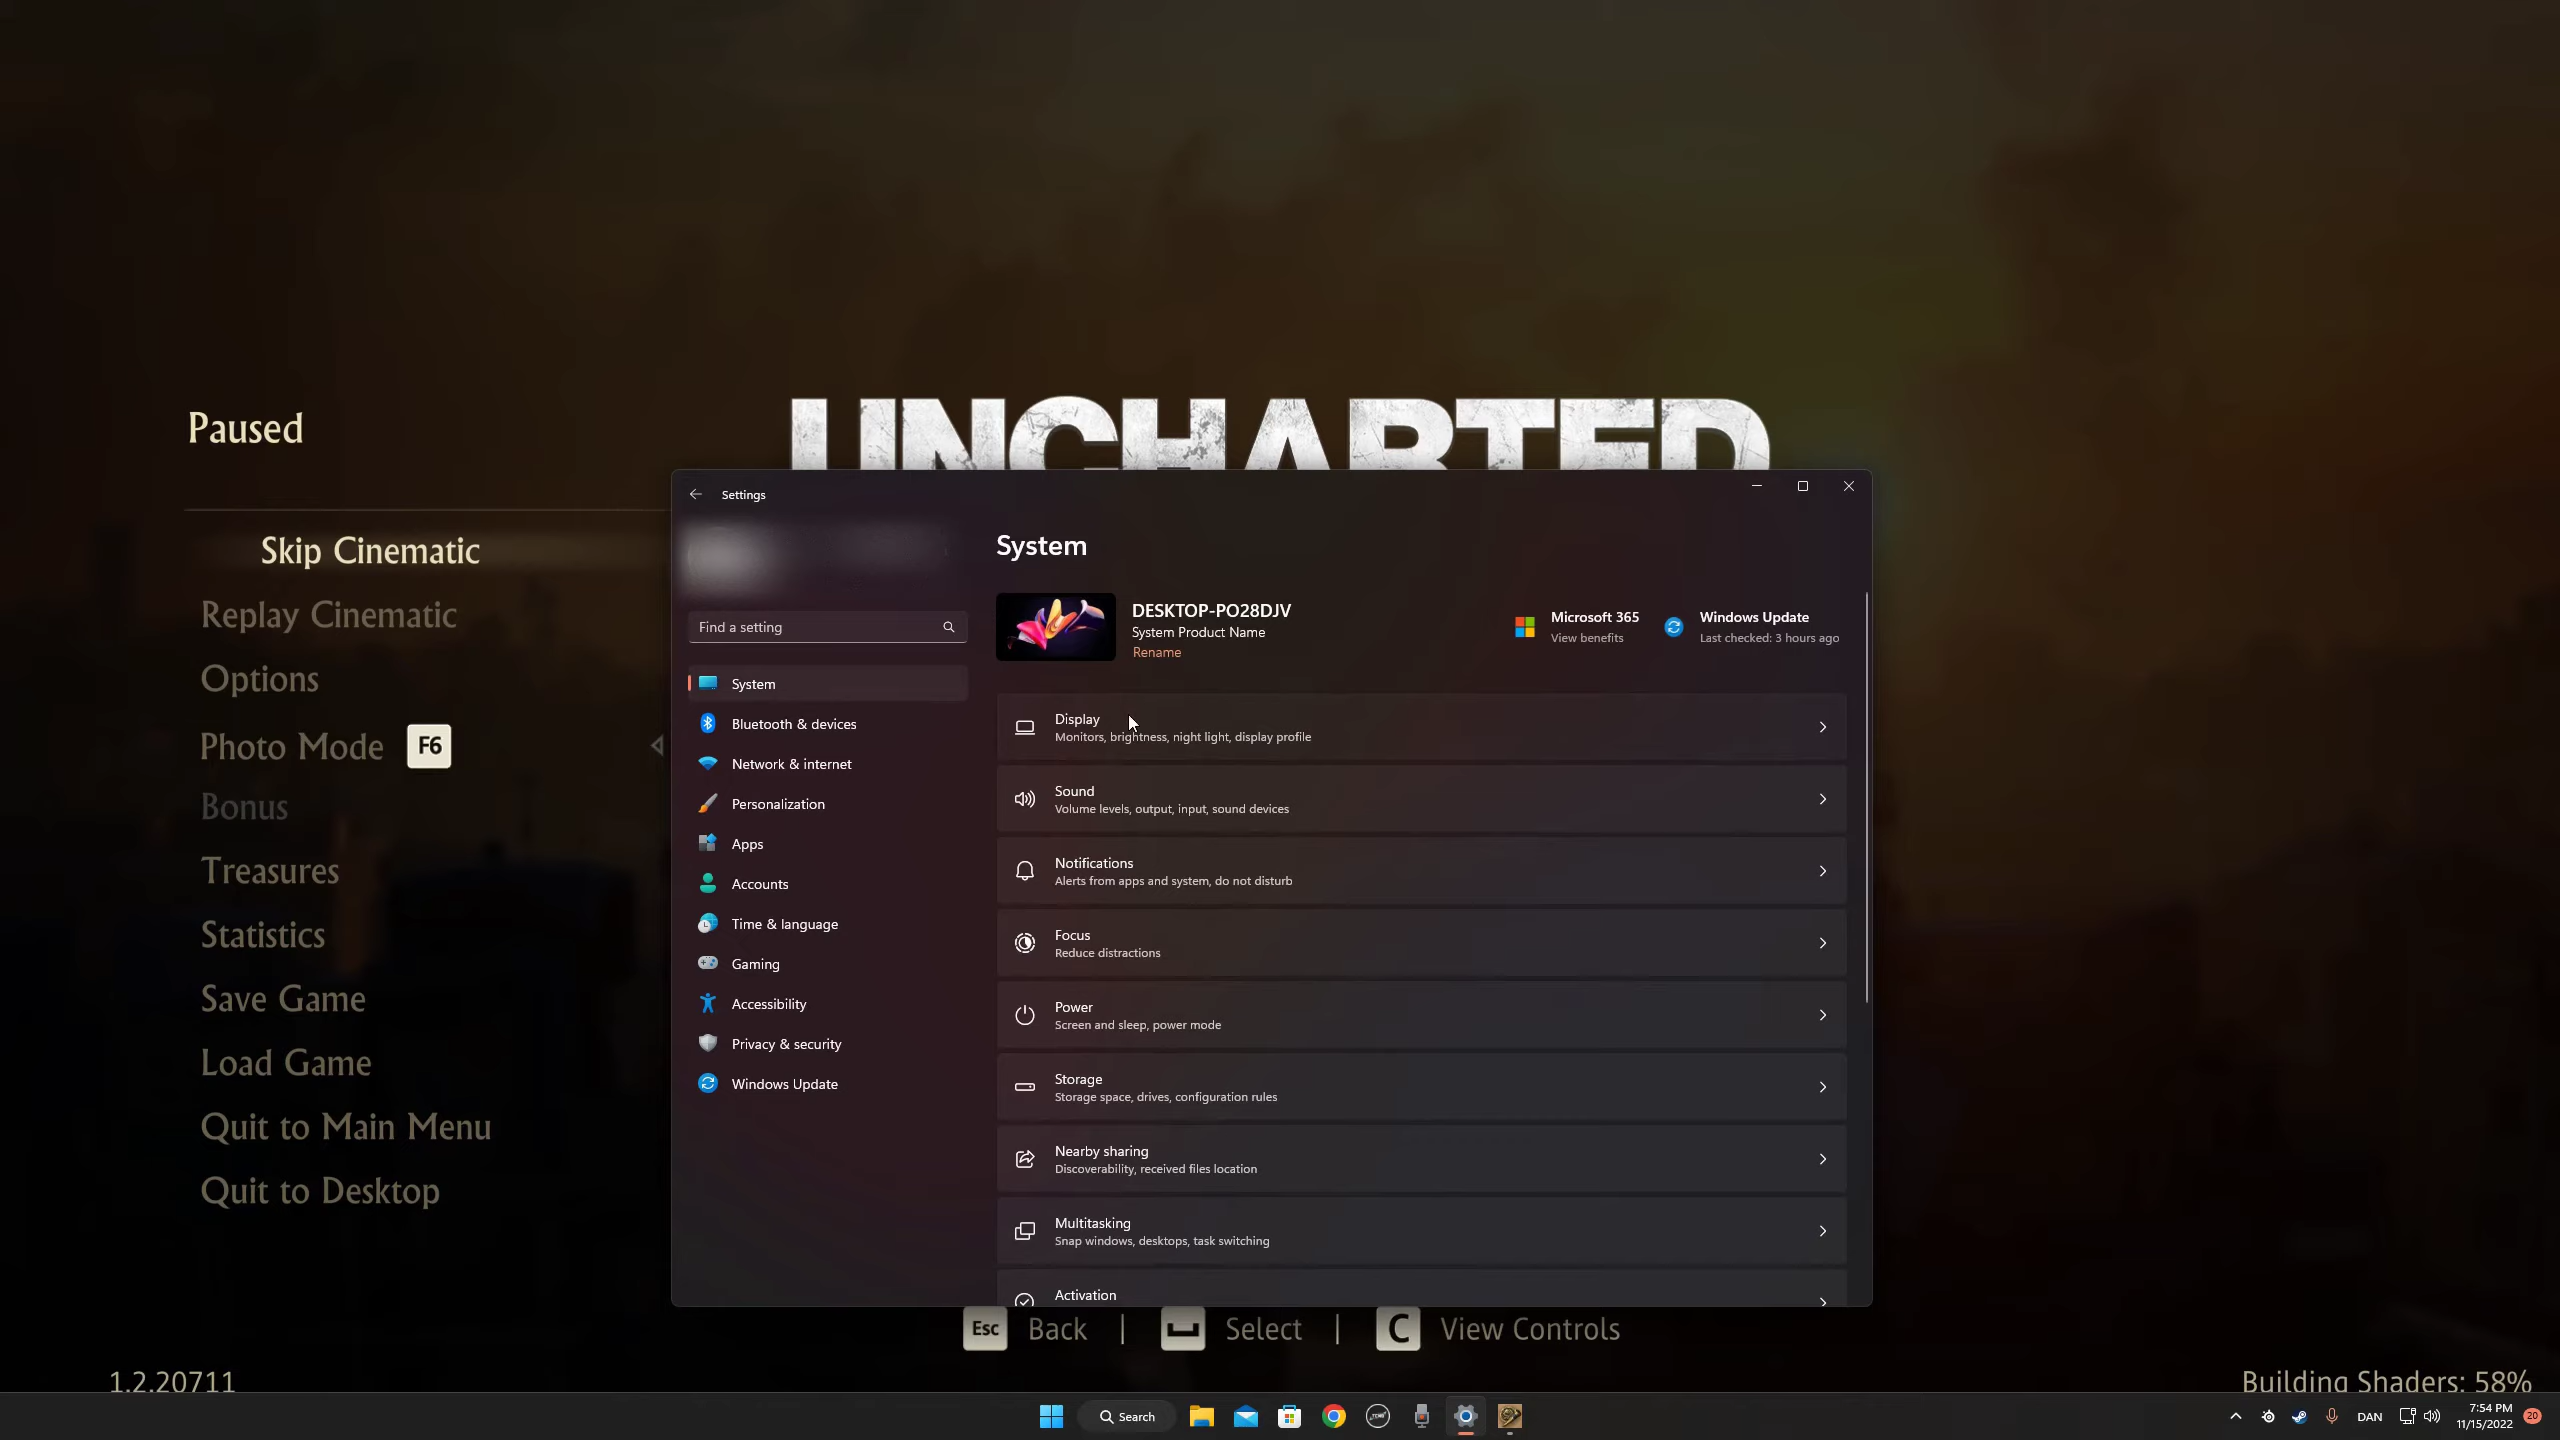 UNCHARTED
Paused
Skip Cinematic
Replay Cinematic
Options
Photo Mode F6
Bonus
Treasures
Statistics
Save Game
Load Game
Quit to Main Menu
Quit to Desktop
Settings
Find a setting
System
Bluetooth & devices
Network & internet
Personalization
Apps
Accounts
Time & language
Gaming
Accessibility
Privacy & security
Windows Update
System
DESKTOP-PO28DJV
System Product Name
Rename
Microsoft 365
View benefits
Windows Update
Last checked: 3 hours ago
Display
Monitors, brightness, night light, display profile
Sound
Volume levels, output, input, sound devices
Notifications
Alerts from apps and system, do not disturb
Focus
Reduce distractions
Power
Screen and sleep, power mode
Storage
Storage space, drives, configuration rules
Nearby sharing
Discoverability, received files location
Multitasking
Snap windows, desktops, task switching
Activation
Esc Back | Select | C View Controls
1.2.20711
Building Shaders: 58%
Search
DAN
7:54 PM
11/15/2022
20